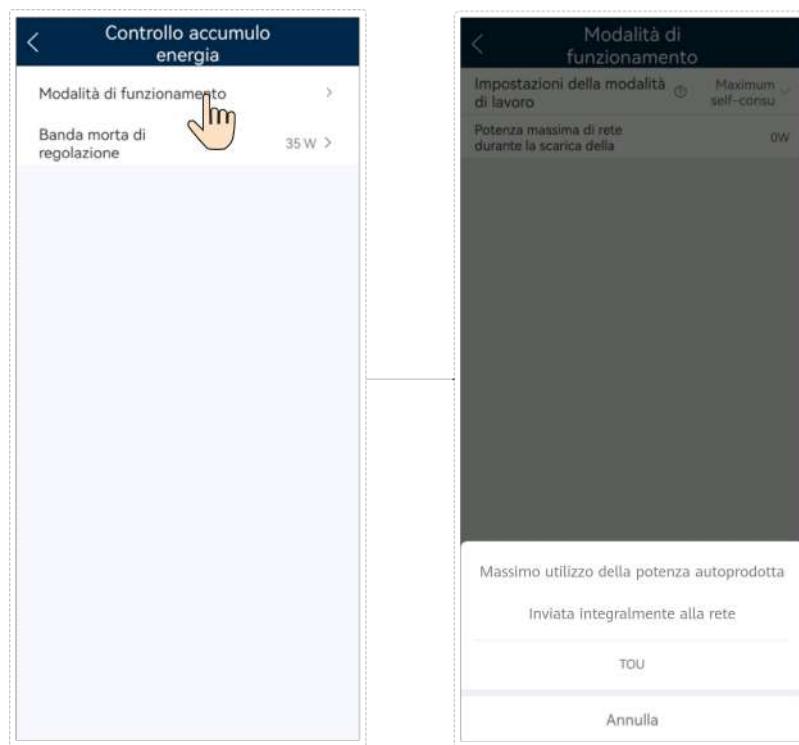 Controllo accumulo
energia
Modalità di funzionamento
Banda morta di
regolazione
35 W
Modalità di
funzionamento
Impostazioni della modalità
di lavoro
Maximum
self-consu
Potenza massima di rete
durante la scarica della
0W
Massimo utilizzo della potenza autoprodotta
Inviata integralmente alla rete
TOU
Annulla